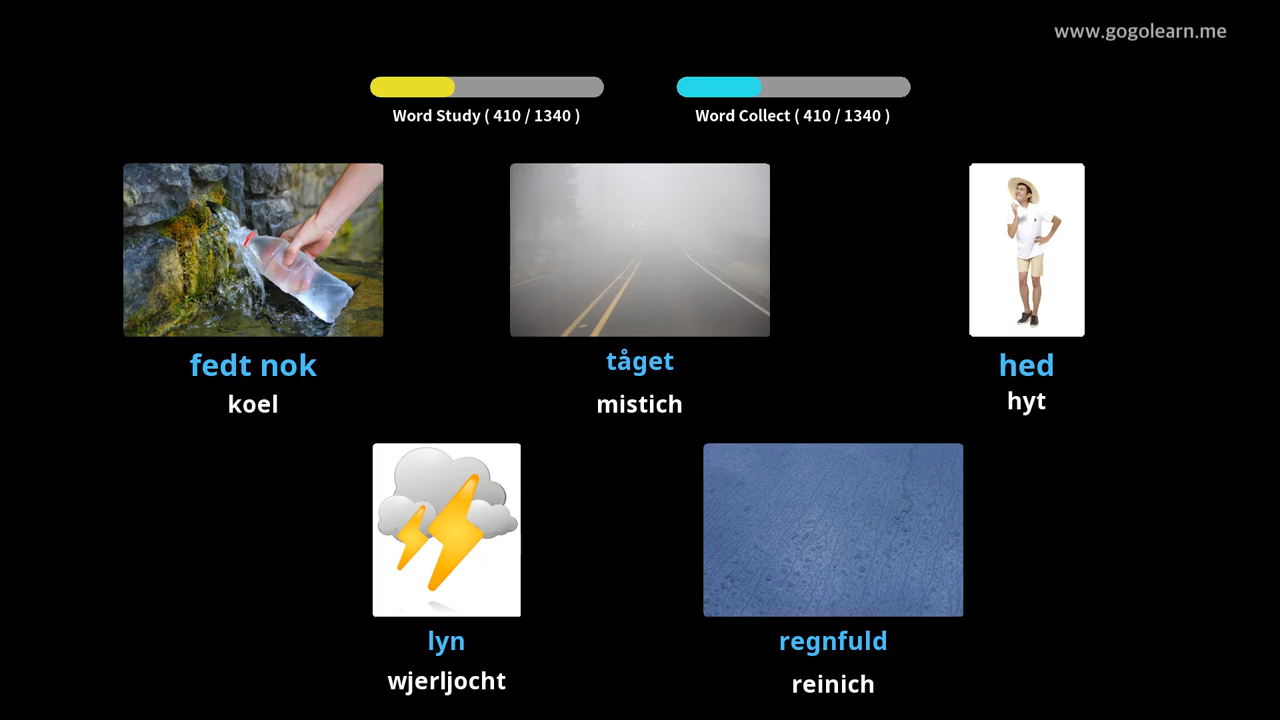 www.gogolearn.me
Word Study ( 410 / 1340 )
Word Collect ( 410 / 1340 )
fedt nok
koel
tåget
mistich
hed
hyt
lyn
wjerljocht
regnfuld
reinich